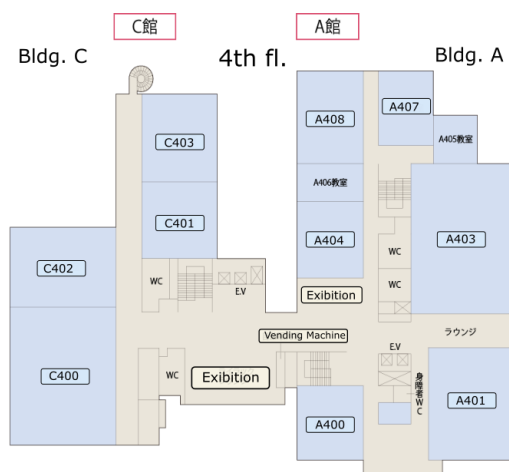 C館
A館
Bldg. C
4th fl.
Bldg. A
A407
A408
C403
A405教室
A406教室
C401
A404
A403
WC
C402
WC
WC
E.V
Exibition
Vending Machine
ラウンジ
E.V
C400
WC
Exibition
身障者WC
A401
A400